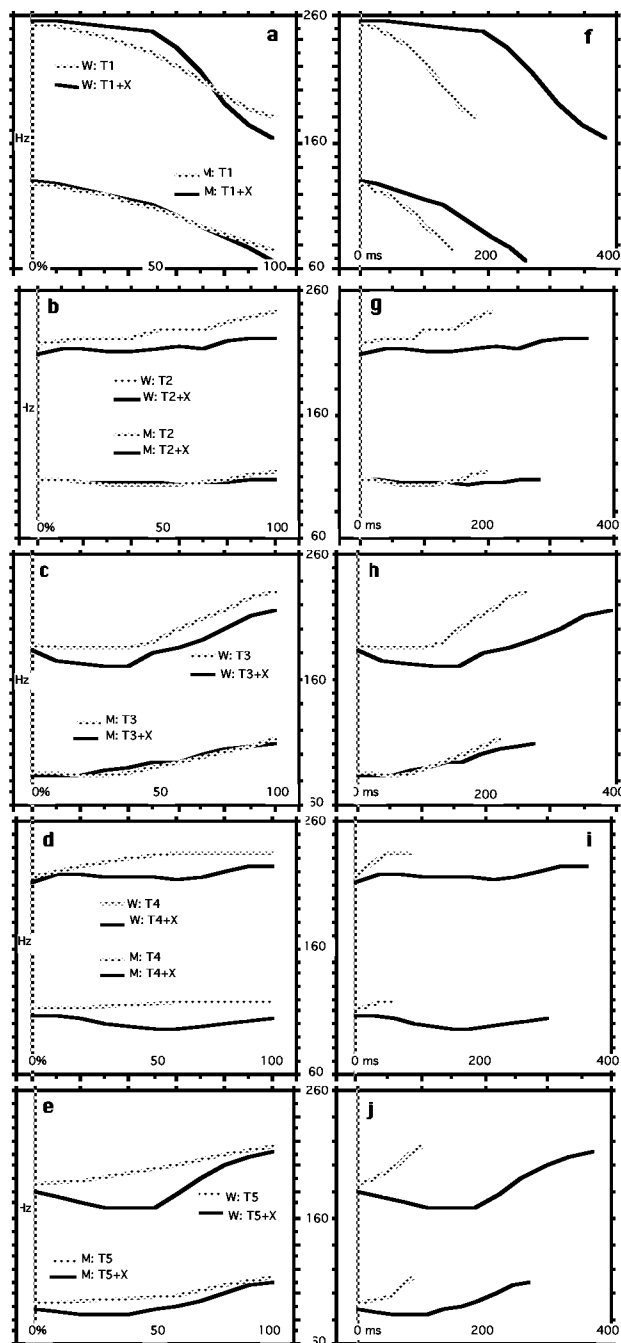 260
a
W: T1
W: T1+X
Hz
160
M: T1
M: T1+X
0%
50
100
60
f
0 ms
200
400
260
b
W: T2
W: T2+X
Hz
160
M: T2
M: T2+X
0%
50
100
60
g
0 ms
200
400
260
c
W: T3
W: T3+X
Hz
160
M: T3
M: T3+X
0%
50
100
60
h
0 ms
200
400
260
d
W: T4
W: T4+X
Hz
160
M: T4
M: T4+X
0%
50
100
60
i
0 ms
200
400
260
e
W: T5
W: T5+X
Hz
160
M: T5
M: T5+X
0%
50
100
60
j
0 ms
200
400